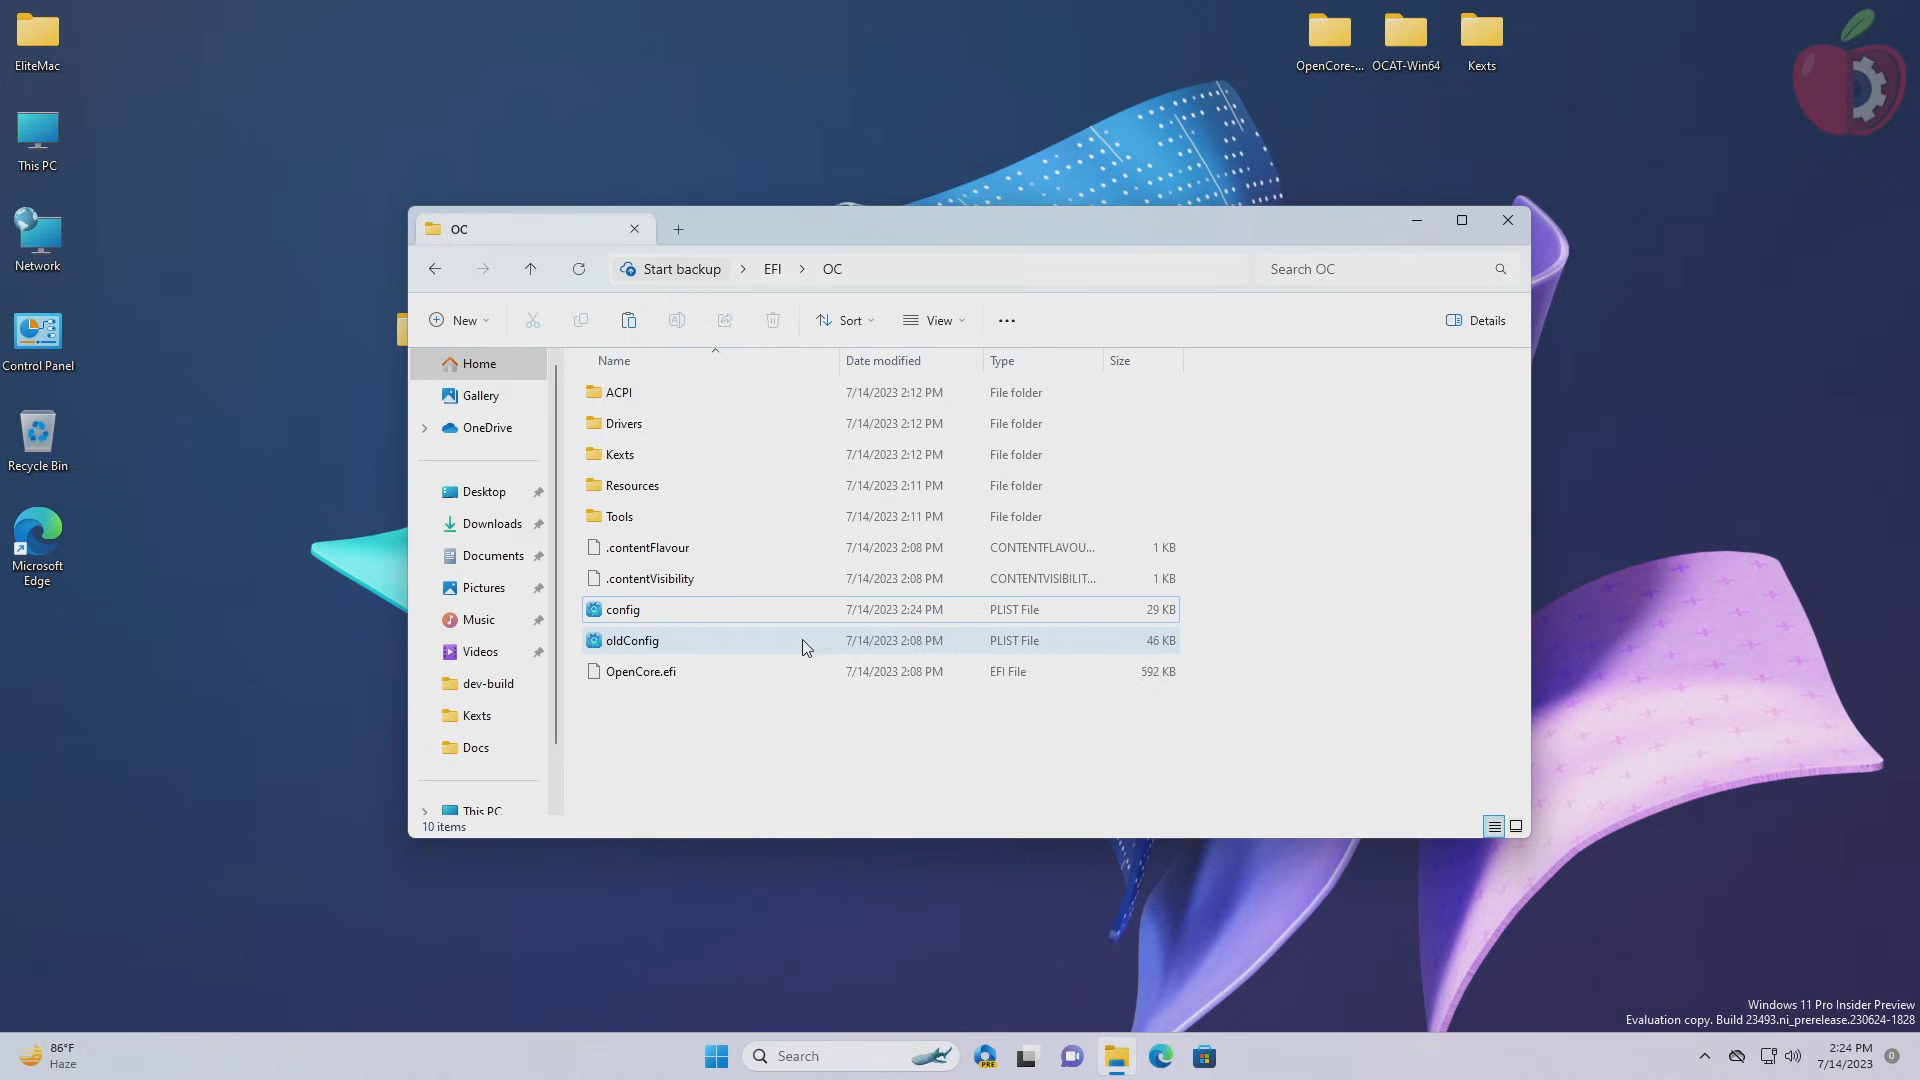 EliteMac
This PC
Network
Control Panel
Recycle Bin
Microsoft
Edge
OpenCore-...
OCAT-Win64
Kexts
OC
Start backup
EFI
OC
Search OC
New
Sort
View
Details
Home
Gallery
OneDrive
Desktop
Downloads
Documents
Pictures
Music
Videos
dev-build
Kexts
Docs
This PC
Name Date modified Type Size
ACPI 7/14/2023 2:12 PM File folder
Drivers 7/14/2023 2:12 PM File folder
Kexts 7/14/2023 2:12 PM File folder
Resources 7/14/2023 2:11 PM File folder
Tools 7/14/2023 2:11 PM File folder
.contentFlavour 7/14/2023 2:08 PM CONTENTFLAVOU... 1 KB
.contentVisibility 7/14/2023 2:08 PM CONTENTVISIBILIT... 1 KB
config 7/14/2023 2:24 PM PLIST File 29 KB
oldConfig 7/14/2023 2:08 PM PLIST File 46 KB
OpenCore.efi 7/14/2023 2:08 PM EFI File 592 KB
10 items
Windows 11 Pro Insider Preview
Evaluation copy. Build 23493.ni_prerelease.230624-1828
86°F
Haze
Search
PRE
2:24 PM
7/14/2023
0